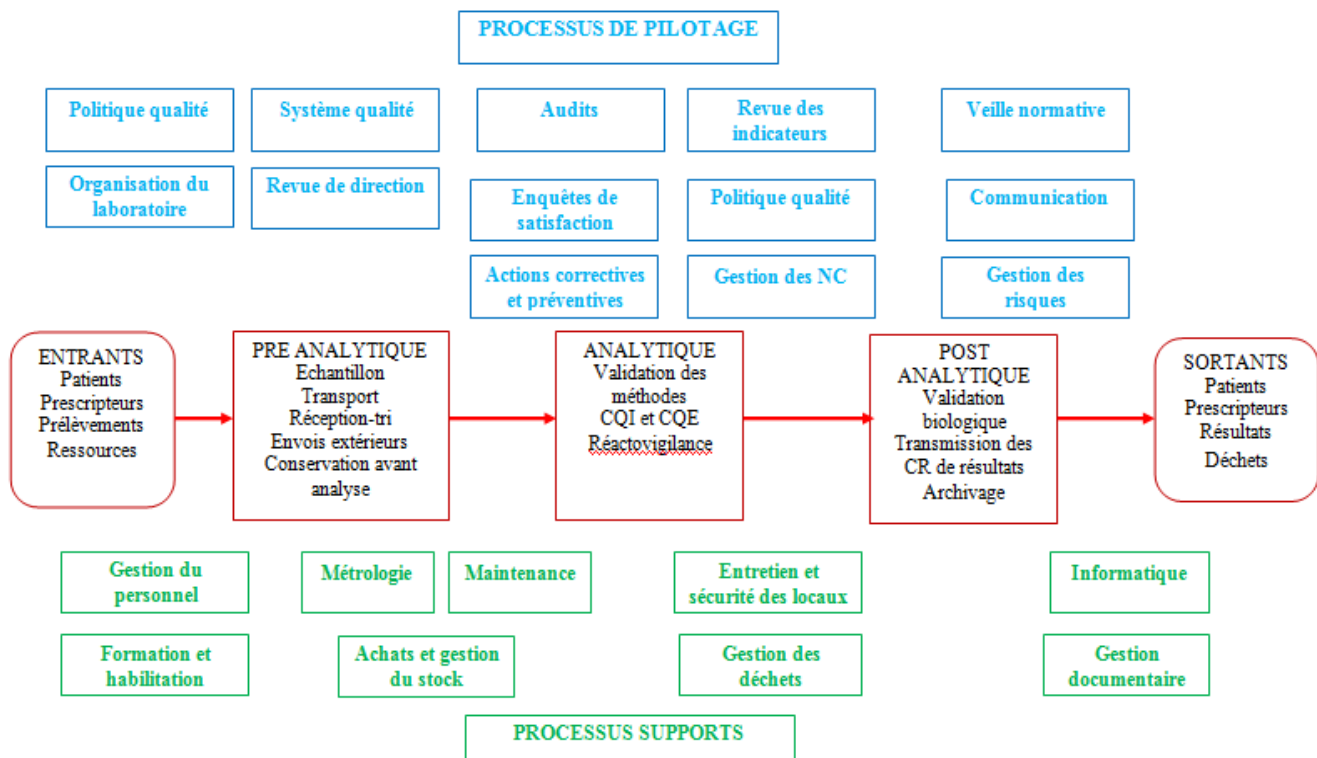 PROCESSUS DE PILOTAGE
Politique qualité
Système qualité
Audits
Revue des
indicateurs
Veille normative
Organisation du
laboratoire
Revue de direction
Enquêtes de
satisfaction
Politique qualité
Communication
Actions correctives
et préventives
Gestion des NC
Gestion des
risques
ENTRANTS
Patients
Prescripteurs
Prélèvements
Ressources
PRE ANALYTIQUE
Echantillon
Transport
Réception-tri
Envois extérieurs
Conservation avant
analyse
ANALYTIQUE
Validation des
méthodes
CQI et CQE
Réactovigilance
POST
ANALYTIQUE
Validation
biologique
Transmission des
CR de résultats
Archivage
SORTANTS
Patients
Prescripteurs
Résultats
Déchets
Gestion du
personnel
Métrologie
Maintenance
Entretien et
sécurité des locaux
Informatique
Formation et
habilitation
Achats et gestion
du stock
Gestion des
déchets
Gestion
documentaire
PROCESSUS SUPPORTS